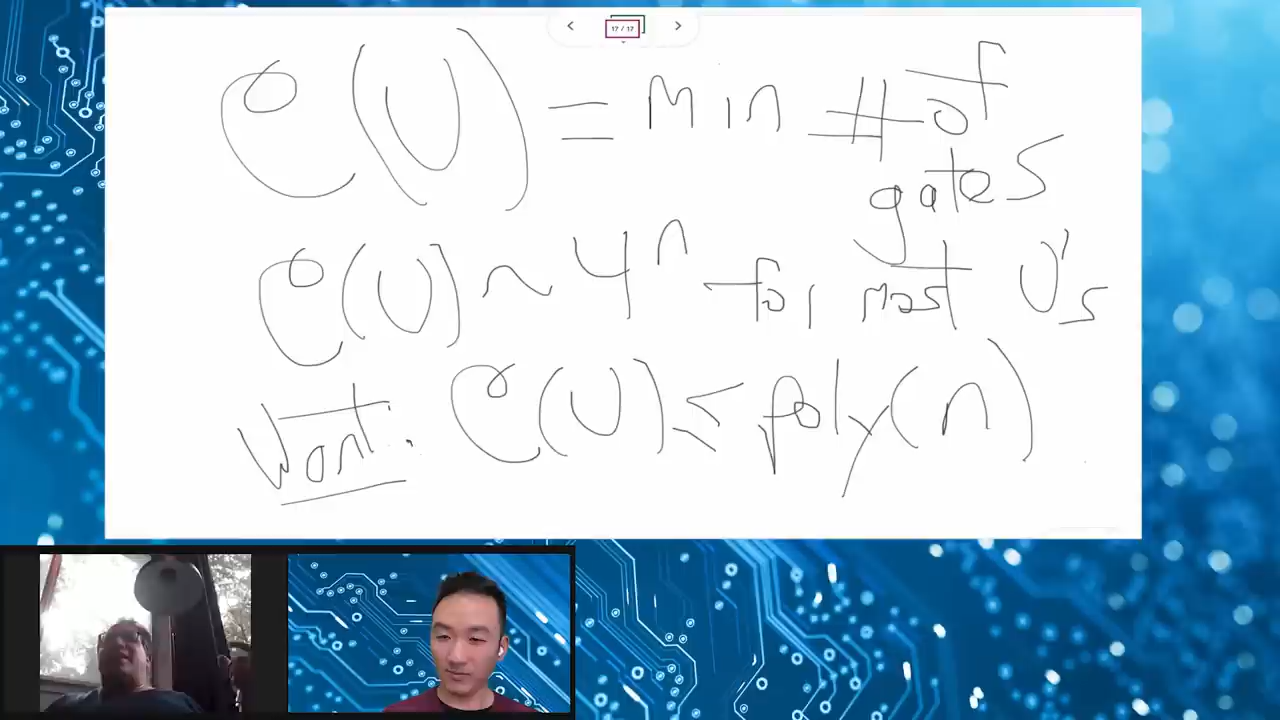 17 / 17
C(U) = Min # of
gates
C(U) ~ 4^n for most U's
Want: C(U) ≤ poly(n)